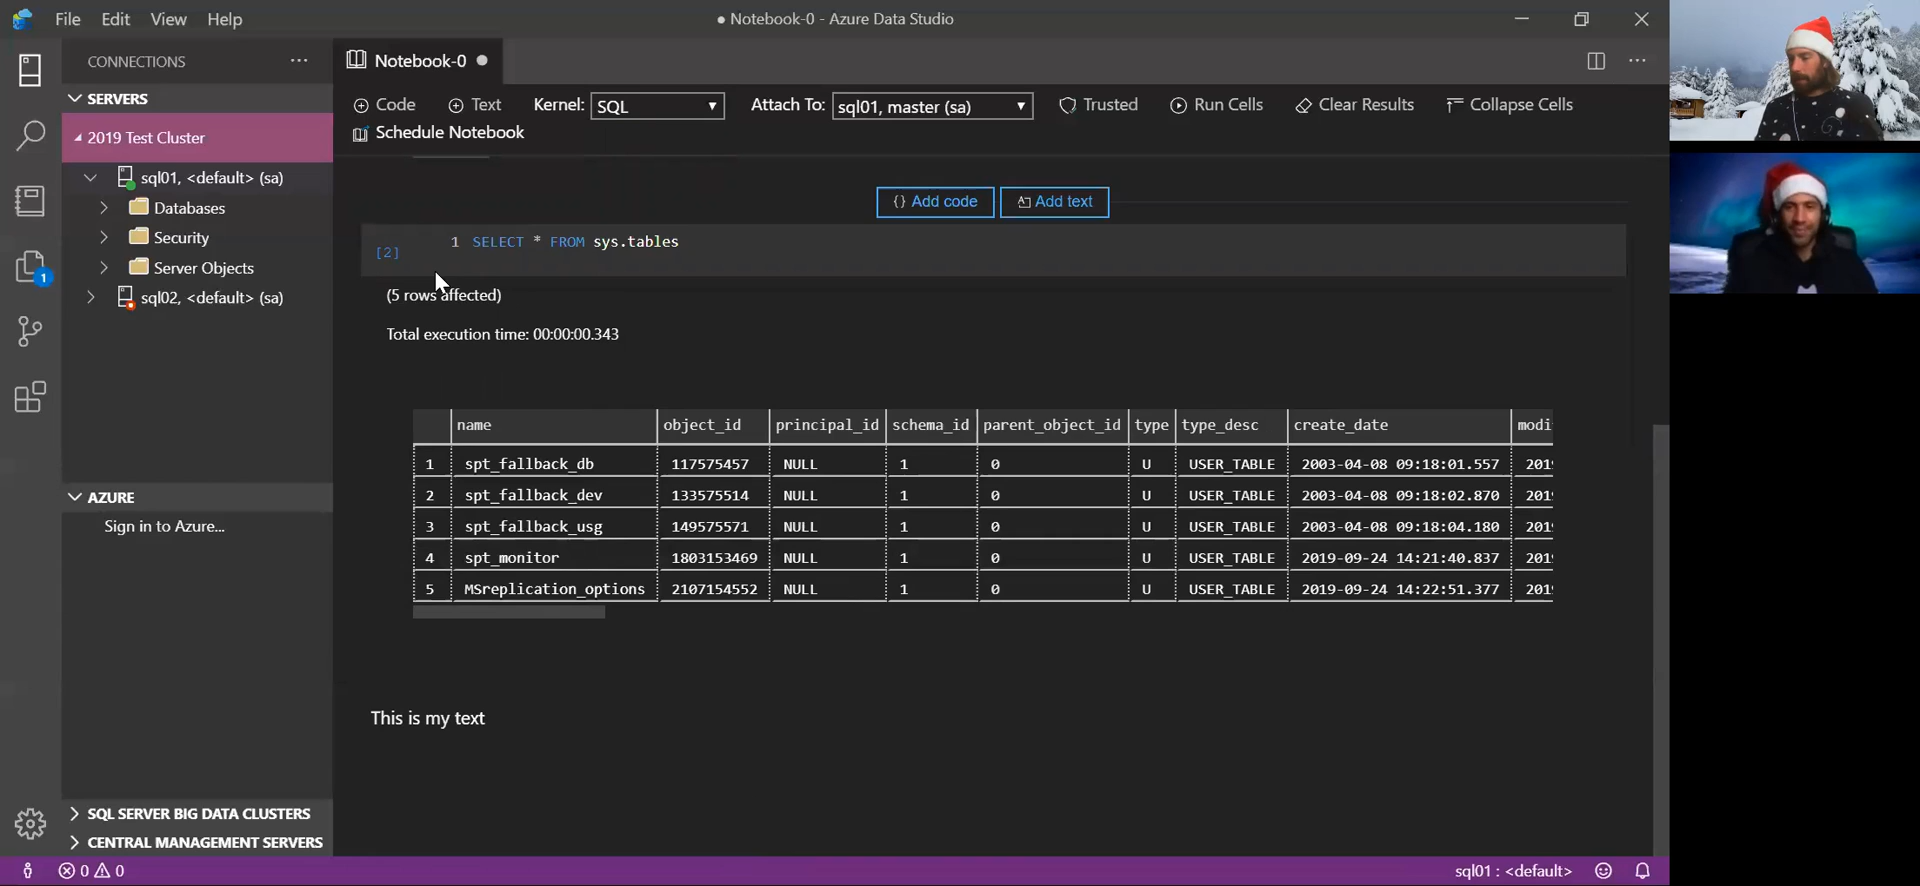 File Edit View Help
● Notebook-0 - Azure Data Studio
CONNECTIONS
SERVERS
2019 Test Cluster
sql01, <default> (sa)
Databases
Security
Server Objects
sql02, <default> (sa)
1
AZURE
Sign in to Azure...
SQL SERVER BIG DATA CLUSTERS
CENTRAL MANAGEMENT SERVERS
Notebook-0
Code Text Kernel: SQL Attach To: sql01, master (sa) Trusted Run Cells Clear Results Collapse Cells
Schedule Notebook
{} Add code Add text
[2] 1 SELECT * FROM sys.tables
(5 rows affected)
Total execution time: 00:00:00.343
name object_id principal_id schema_id parent_object_id type type_desc create_date modi
1 spt_fallback_db 117575457 NULL 1 0 U USER_TABLE 2003-04-08 09:18:01.557 2019
2 spt_fallback_dev 133575514 NULL 1 0 U USER_TABLE 2003-04-08 09:18:02.870 2019
3 spt_fallback_usg 149575571 NULL 1 0 U USER_TABLE 2003-04-08 09:18:04.180 2019
4 spt_monitor 1803153469 NULL 1 0 U USER_TABLE 2019-09-24 14:21:40.837 2019
5 MSreplication_options 2107154552 NULL 1 0 U USER_TABLE 2019-09-24 14:22:51.377 2019
This is my text
0 0
sql01 : <default>